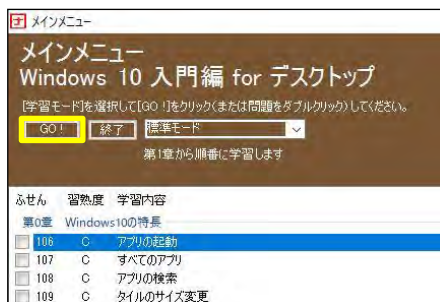 メインメニュー
メインメニュー
Windows 10 入門編 for デスクトップ
[学習モード]を選択して[GO !]をクリック(または問題をダブルクリック)してください。
GO ! 終了 標準モード
第1章から順番に学習します
ふせん 習熟度 学習内容
第0章 Windows10の特長
106 C アプリの起動
107 C すべてのアプリ
108 C アプリの検索
109 C タイルのサイズ変更